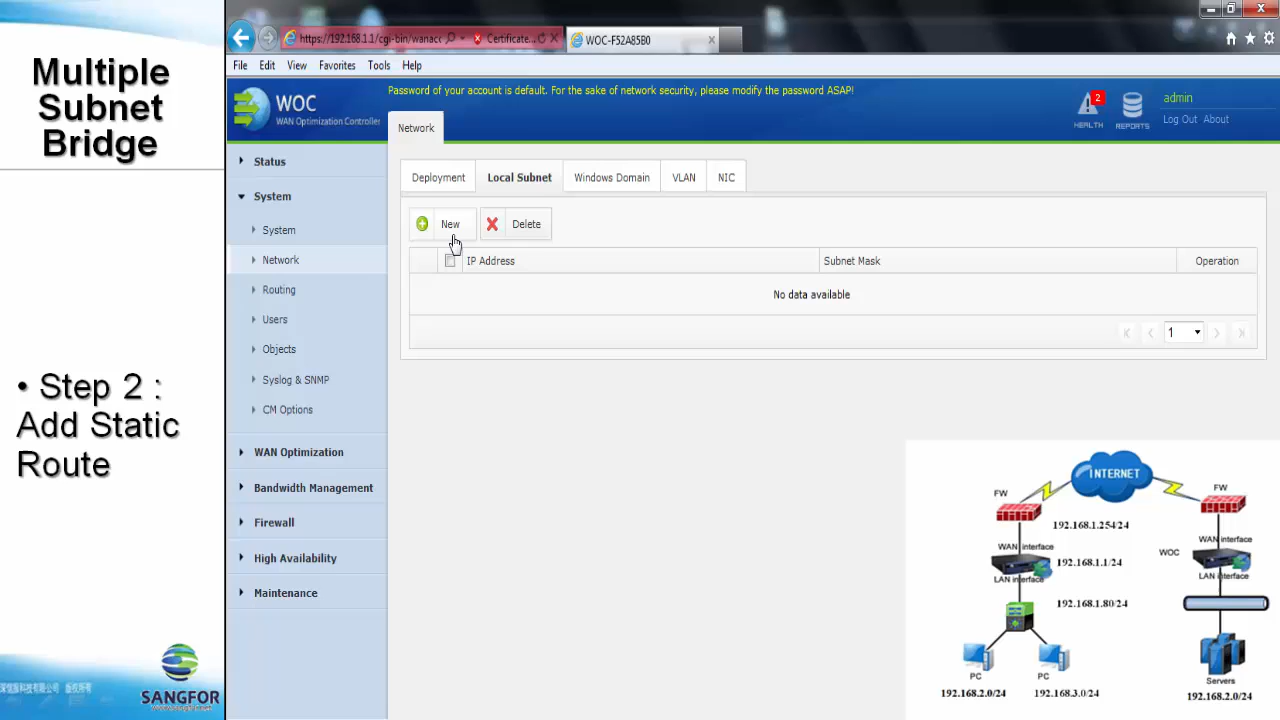 Multiple
Subnet
Bridge
• Step 2 :
Add Static
Route
SANGFOR
https://192.168.1.1/cgi-bin/wanacc
Certificate...
WOC-F52A85B0
File Edit View Favorites Tools Help
WOC
WAN Optimization Controller
Password of your account is default. For the sake of network security, please modify the password ASAP!
2
HEALTH
REPORTS
admin
Log Out About
Network
Status
System
System
Network
Routing
Users
Objects
Syslog & SNMP
CM Options
WAN Optimization
Bandwidth Management
Firewall
High Availability
Maintenance
Deployment Local Subnet Windows Domain VLAN NIC
New Delete
IP Address Subnet Mask Operation
No data available
1
INTERNET
FW FW
192.168.1.254/24
WAN interface WAN interface
WOC
192.168.1.1/24
LAN interface LAN interface
192.168.1.80/24
PC PC Servers
192.168.2.0/24 192.168.3.0/24 192.168.2.0/24